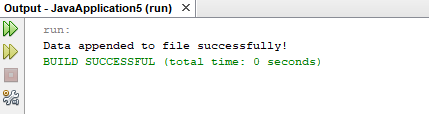 Output - JavaApplication5 (run)
run:
Data appended to file successfully!
BUILD SUCCESSFUL (total time: 0 seconds)